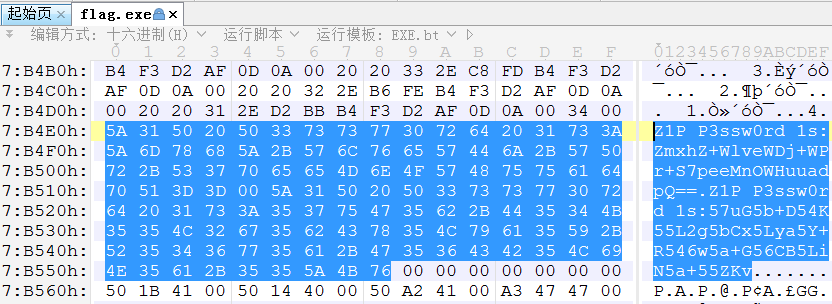 起始页 flag.exe
编辑方式: 十六进制(H) 运行脚本 运行模板: EXE.bt
0 1 2 3 4 5 6 7 8 9 A B C D E F 0123456789ABCDEF
7:B4B0h: B4 F3 D2 AF 0D 0A 00 20 20 33 2E C8 FD B4 F3 D2 ´óÒ¯...  3.Èý´óÒ
7:B4C0h: AF 0D 0A 00 20 20 32 2E B6 FE B4 F3 D2 AF 0D 0A ¯...  2.¶þ´óÒ¯..
7:B4D0h: 00 20 20 31 2E D2 BB B4 F3 D2 AF 0D 0A 00 34 00 .  1.Ò»´óÒ¯...4.
7:B4E0h: 5A 31 50 20 50 33 73 73 77 30 72 64 20 31 73 3A Z1P P3ssw0rd 1s:
7:B4F0h: 5A 6D 78 68 5A 2B 57 6C 76 65 57 44 6A 2B 57 50 ZmxhZ+WlveWDj+WP
7:B500h: 72 2B 53 37 70 65 65 4D 6E 4F 57 48 75 75 61 64 r+S7peeMnOWHuuad
7:B510h: 70 51 3D 3D 00 5A 31 50 20 50 33 73 73 77 30 72 pQ==.Z1P P3ssw0r
7:B520h: 64 20 31 73 3A 35 37 75 47 35 62 2B 44 35 34 4B d 1s:57uG5b+D54K
7:B530h: 35 35 4C 32 67 35 62 43 78 35 4C 79 61 35 59 2B 55L2g5bCx5Lya5Y+
7:B540h: 52 35 34 36 77 35 61 2B 47 35 36 43 42 35 4C 69 R546w5a+G56CB5Li
7:B550h: 4E 35 61 2B 35 35 5A 4B 76 00 00 00 00 00 00 00 N5a+55ZKv.......
7:B560h: 50 1B 41 00 50 14 40 00 50 A2 41 00 A3 47 47 00 P.A.P.@.P¢A.£GG.